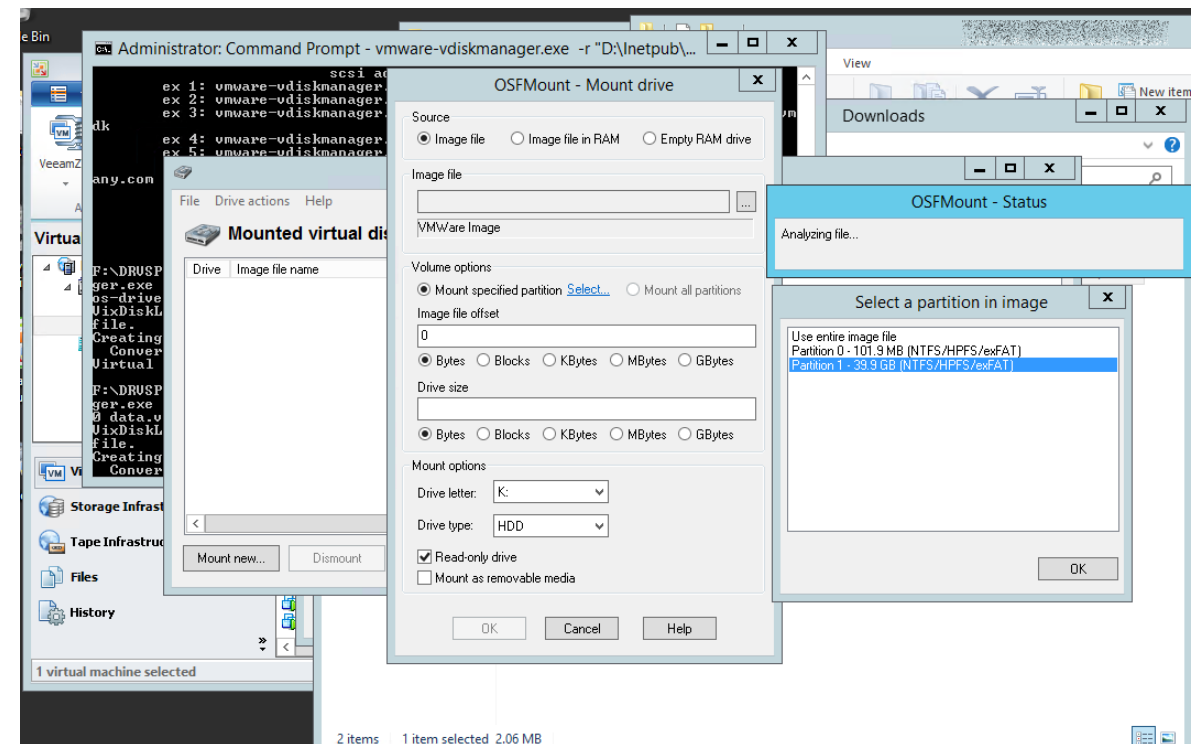 e Bin
Administrator: Command Prompt - vmware-vdiskmanager.exe -r "D:\Inetpub\...
scsi ad
ex 1: vmware-vdiskmanager.
ex 2: vmware-vdiskmanager.
ex 3: vmware-vdiskmanager.
vm
dk
ex 4: vmware-vdiskmanager
ex 5: vmware-vdiskmanager
any.com
F:\DRVSP
ger.exe
os-drive
VixDiskL
file.
Creating
Conver
Virtual
F:\DRVSP
ger.exe
0 data.v
VixDiskL
file.
Creating
Conver
VM
VeeamZ
A
Virtua
VM
Vi
Storage Infrast
Tape Infrastruc
Files
History
»
1 virtual machine selected
File Drive actions Help
Mounted virtual dis
Drive Image file name
Mount new... Dismount
OSFMount - Mount drive
Source
Image file Image file in RAM Empty RAM drive
Image file
...
VMWare Image
Volume options
Mount specified partition Select... Mount all partitions
Image file offset
0
Bytes Blocks KBytes MBytes GBytes
Drive size
Bytes Blocks KBytes MBytes GBytes
Mount options
Drive letter: K:
Drive type: HDD
Read-only drive
Mount as removable media
OK Cancel Help
View
New item
Downloads
OSFMount - Status
Analyzing file...
Select a partition in image
Use entire image file
Partition 0 - 101.9 MB (NTFS/HPFS/exFAT)
Partition 1 - 39.9 GB (NTFS/HPFS/exFAT)
OK
2 items 1 item selected 2.06 MB